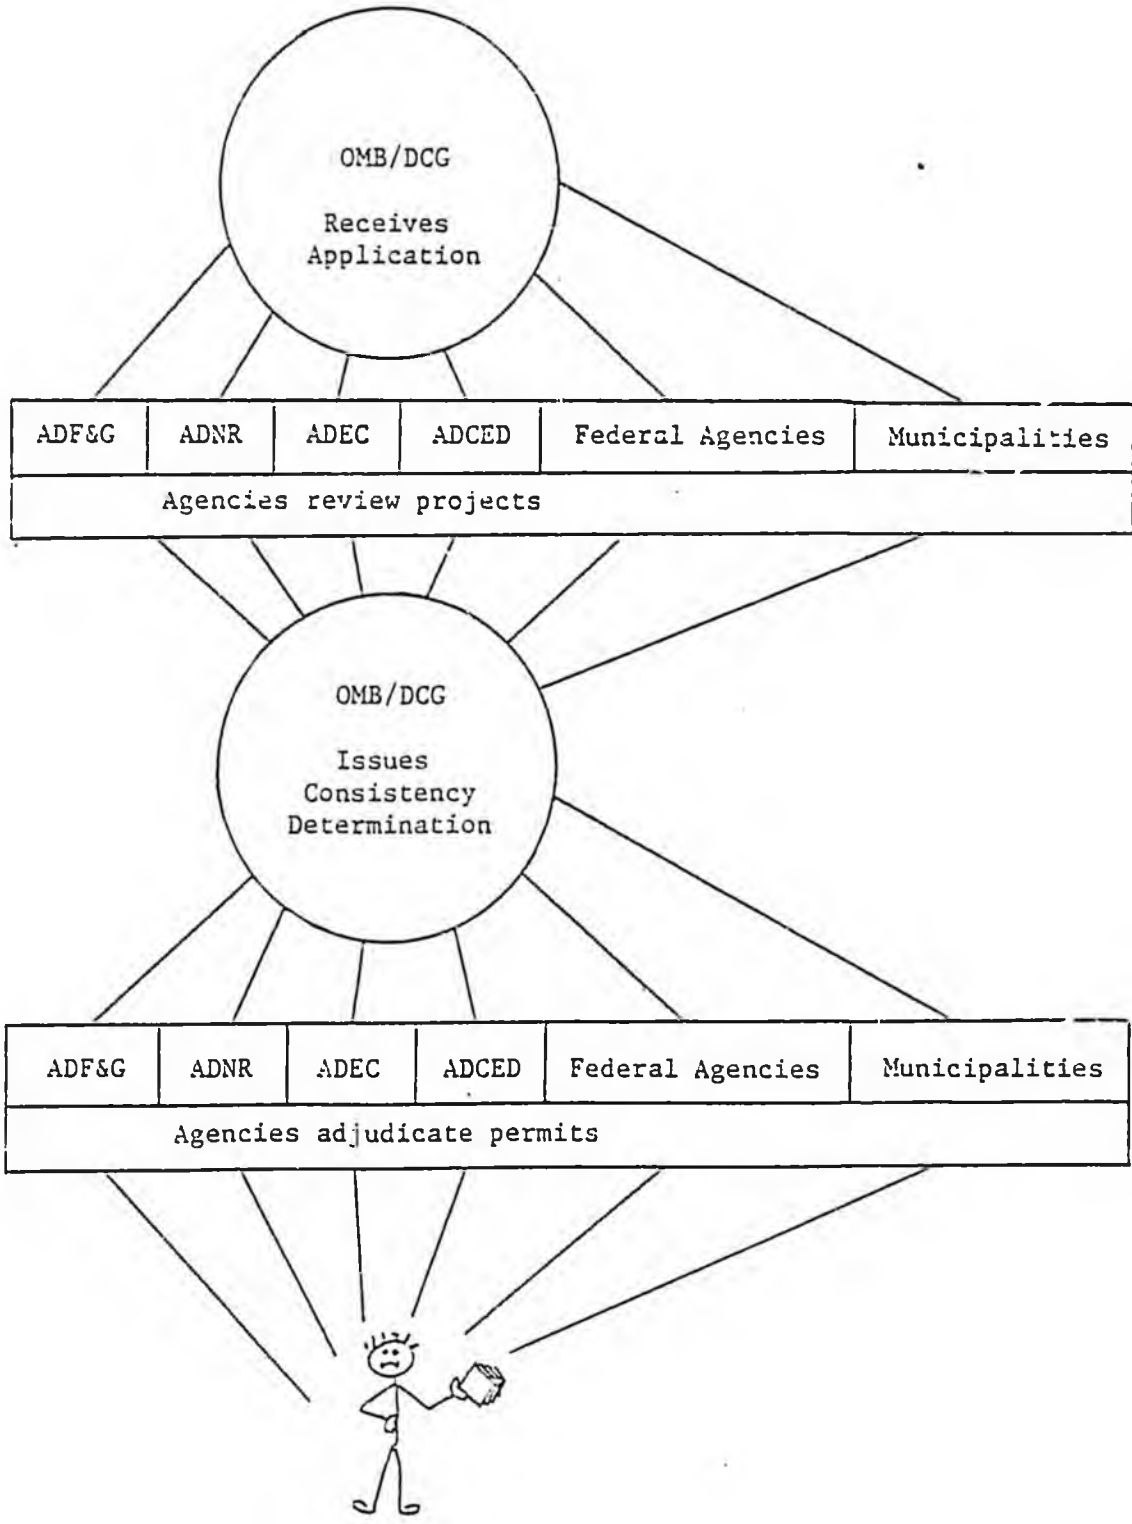 OMB/DCG
Receives
Application
ADF&G ADNR ADEC ADCED Federal Agencies Municipalities
Agencies review projects
OMB/DCG
Issues
Consistency
Determination
ADF&G ADNR ADEC ADCED Federal Agencies Municipalities
Agencies adjudicate permits